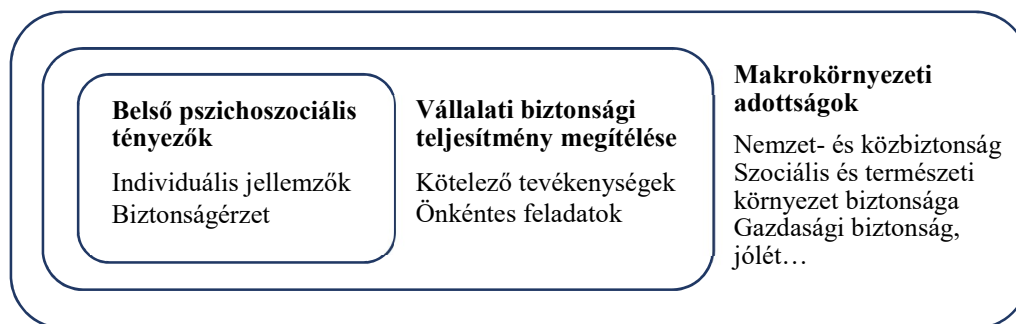 Belső pszichoszociális
tényezők
Individuális jellemzők
Biztonságérzet
Vállalati biztonsági
teljesítmény megítélése
Kötelező tevékenységek
Önkéntes feladatok
Makrokörnyezeti
adottságok
Nemzet- és közbiztonság
Szociális és természeti
környezet biztonsága
Gazdasági biztonság,
jólét…